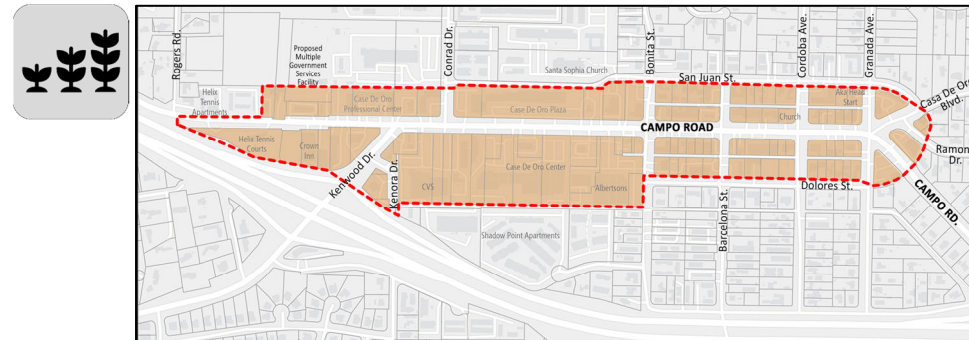 Rogers Rd.
Proposed
Multiple
Government
Services
Facility
Conrad Dr.
Santa Sophia Church
Bonita St.
San Juan St.
Cordoba Ave.
Granada Ave.
Helix
Tennis
Apartments
Case De Oro
Professional Center
Case De Oro Plaza
Aka Head
Start
Casa De Oro
Blvd.
Church
CAMPO ROAD
Helix Tennis
Courts
Crown
Inn
Kenwood Dr.
Kenora Dr.
CVS
Case De Oro Center
Albertsons
Ramon
Dr.
Dolores St.
CAMPO RD.
Barcelona St.
Shadow Point Apartments